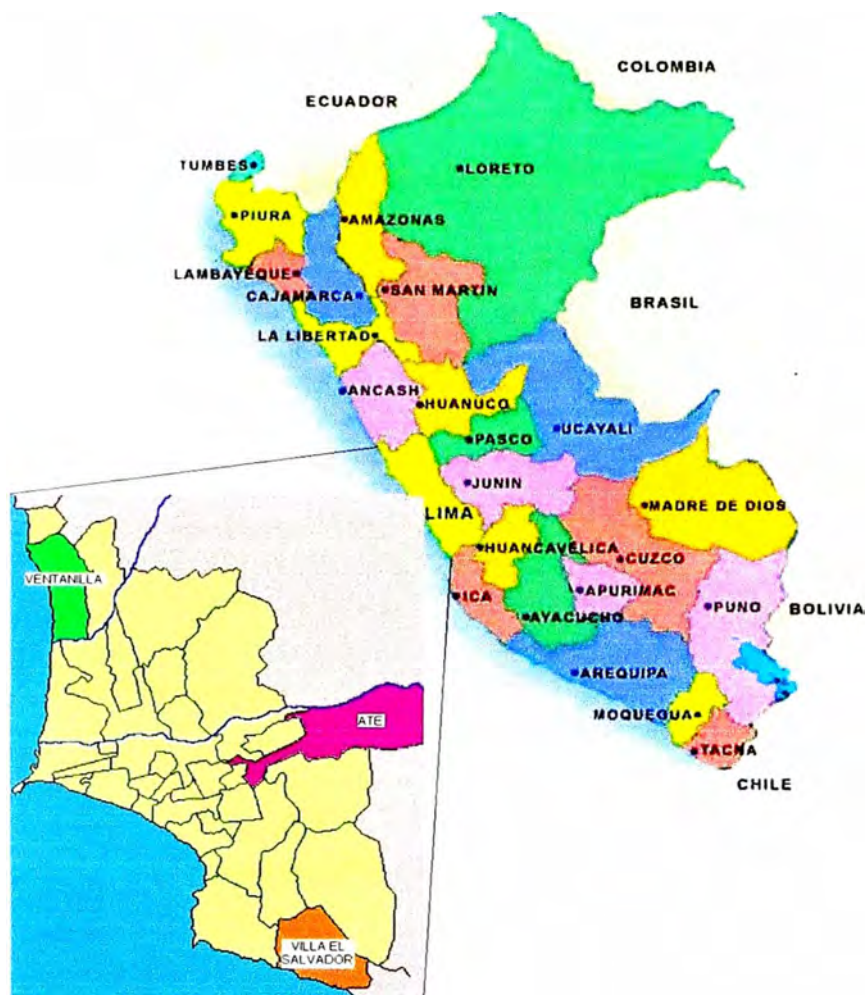 COLOMBIA
ECUADOR
TUMBES
LORETO
PIURA
AMAZONAS
LAMBAYEQUE
SAN MARTIN
CAJAMARCA
BRASIL
LA LIBERTAD
ANCASH
HUANUCO
UCAYALI
PASCO
JUNIN
MADRE DE DIOS
LIMA
HUANCAVELICA
CUZCO
VENTANILLA
ICA
APURIMAC
PUNO
BOLIVIA
AYACUCHO
AREQUIPA
MOQUEGUA
ATE
TACNA
CHILE
VILLA EL
SALVADOR